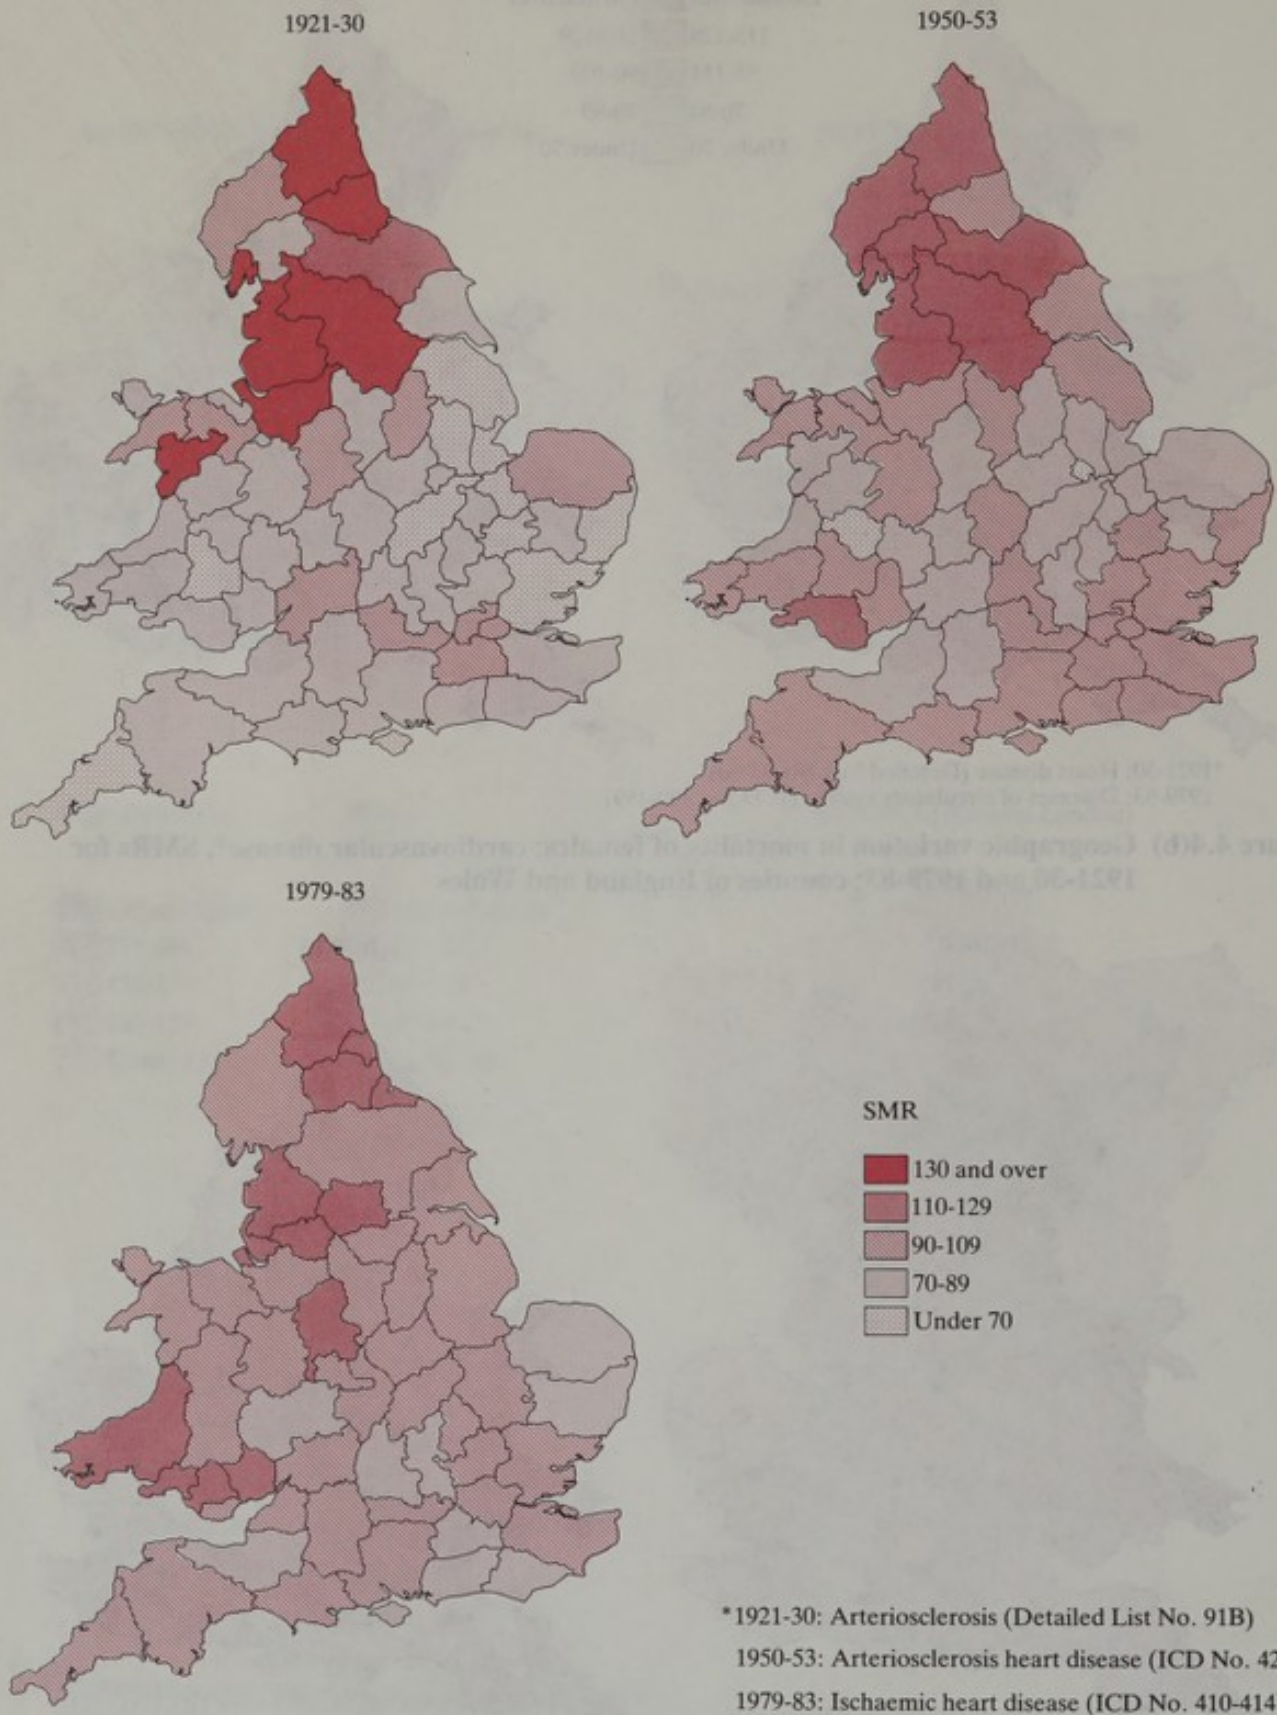 1921-30
1950-53
1979-83
SMR
130 and over
110-129
90-109
70-89
Under 70
*1921-30: Arteriosclerosis (Detailed List No. 91B)
1950-53: Arteriosclerosis heart disease (ICD No. 42
1979-83: Ischaemic heart disease (ICD No. 410-414